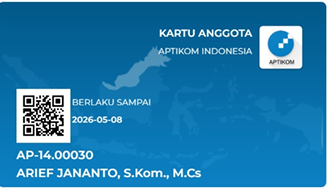 KARTU ANGGOTA
APTIKOM INDONESIA
APTIKOM
BERLAKU SAMPAI
2026-05-08
AP-14.00030
ARIEF JANANTO, S.Kom., M.Cs